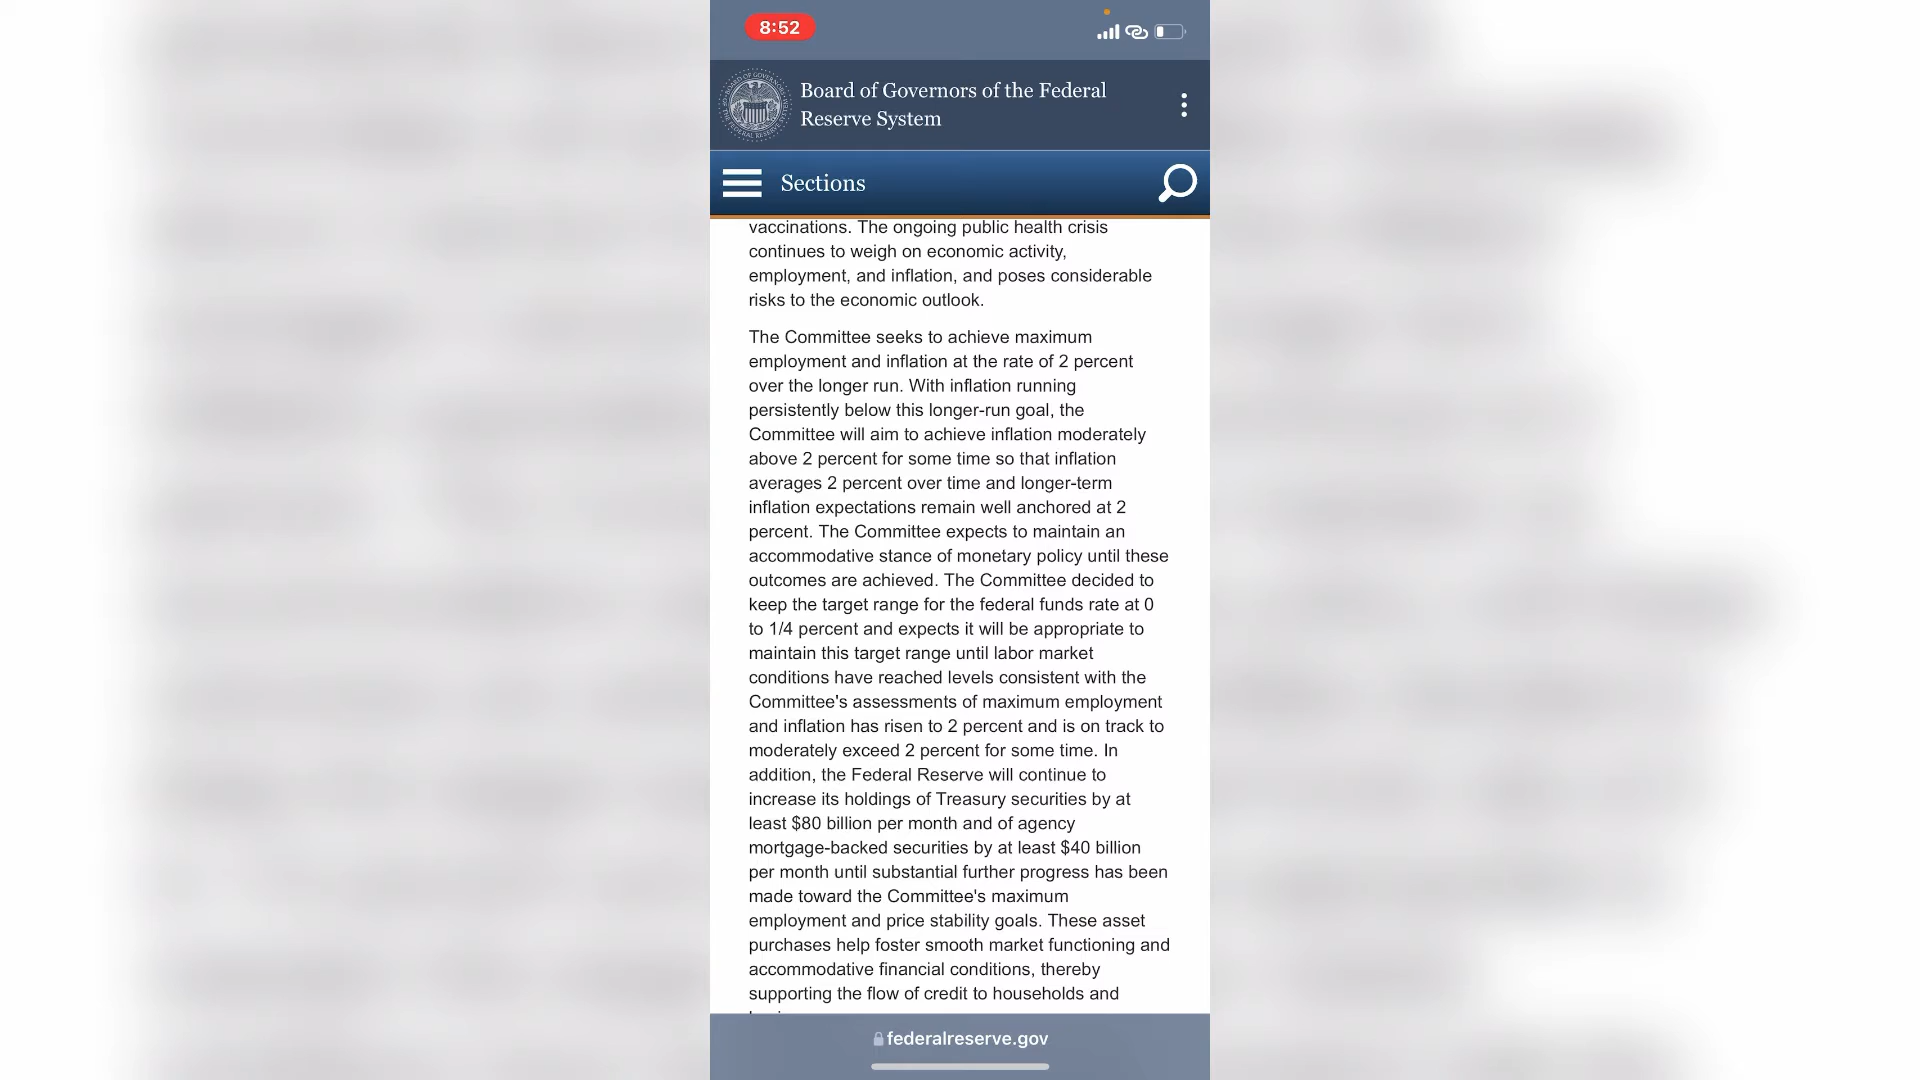 8:52
Board of Governors of the Federal
Reserve System
Sections
vaccinations. The ongoing public health crisis
continues to weigh on economic activity,
employment, and inflation, and poses considerable
risks to the economic outlook.
The Committee seeks to achieve maximum
employment and inflation at the rate of 2 percent
over the longer run. With inflation running
persistently below this longer-run goal, the
Committee will aim to achieve inflation moderately
above 2 percent for some time so that inflation
averages 2 percent over time and longer-term
inflation expectations remain well anchored at 2
percent. The Committee expects to maintain an
accommodative stance of monetary policy until these
outcomes are achieved. The Committee decided to
keep the target range for the federal funds rate at 0
to 1/4 percent and expects it will be appropriate to
maintain this target range until labor market
conditions have reached levels consistent with the
Committee's assessments of maximum employment
and inflation has risen to 2 percent and is on track to
moderately exceed 2 percent for some time. In
addition, the Federal Reserve will continue to
increase its holdings of Treasury securities by at
least $80 billion per month and of agency
mortgage-backed securities by at least $40 billion
per month until substantial further progress has been
made toward the Committee's maximum
employment and price stability goals. These asset
purchases help foster smooth market functioning and
accommodative financial conditions, thereby
supporting the flow of credit to households and
federalreserve.gov